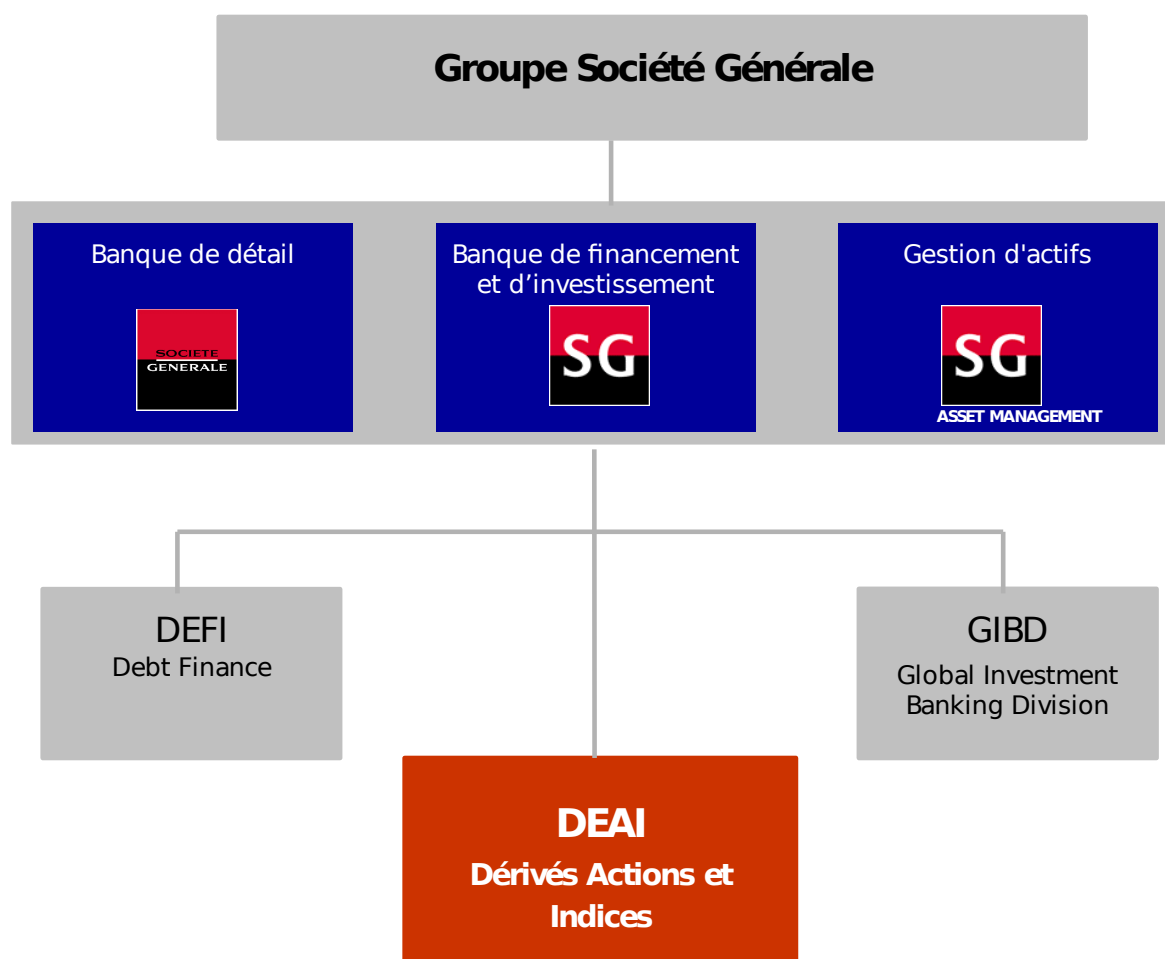 Groupe Société Générale
Banque de détail
SOCIETE
GENERALE
Banque de financement
et d’investissement
SG
Gestion d'actifs
SG
ASSET MANAGEMENT
DEFI
Debt Finance
GIBD
Global Investment
Banking Division
DEAI
Dérivés Actions et
Indices